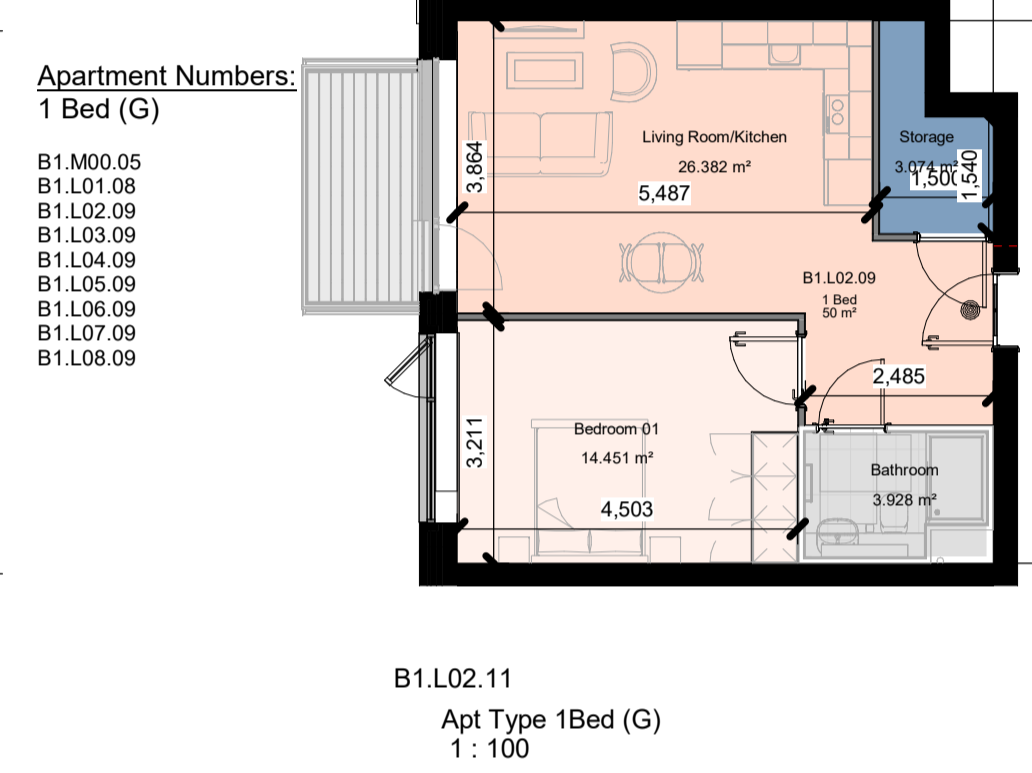 Apartment Numbers:
1 Bed (G)
B1.M00.05
B1.L01.08
B1.L02.09
B1.L03.09
B1.L04.09
B1.L05.09
B1.L06.09
B1.L07.09
B1.L08.09
Living Room/Kitchen
26.382 m²
5,487
3,864
Storage
3.074 m²
1,500
1,540
B1.L02.09
1 Bed
50 m²
2,485
3,211
Bedroom 01
14.451 m²
4,503
Bathroom
3.928 m²
B1.L02.11
Apt Type 1Bed (G)
1 : 100